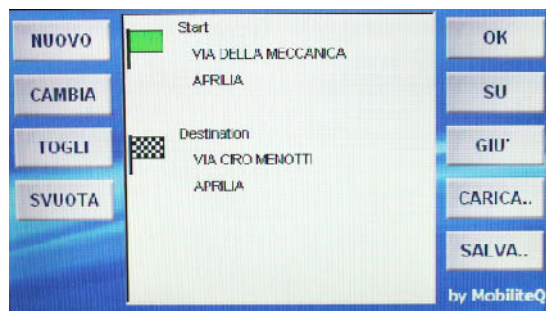 NUOVO
CAMBIA
TOGLI
SVUOTA
Start
VIA DELLA MECCANICA
APRILIA
Destination
VIA CIRO MENOTTI
APRILIA
OK
SU
GIU'
CARICA..
SALVA..
by MobiliteQ